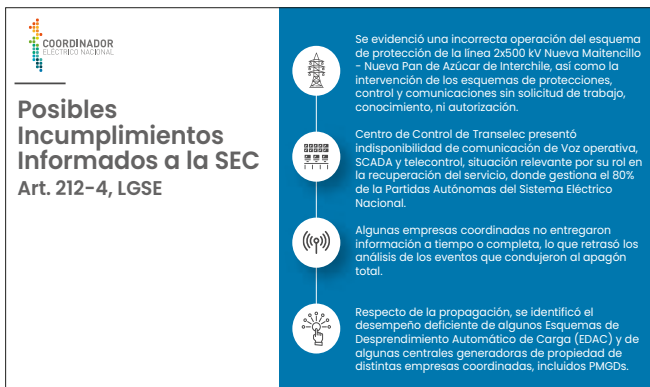 COORDINADOR
ELÉCTRICO NACIONAL
Posibles
Incumplimientos
Informados a la SEC
Art. 212-4, LGSE
Se evidenció una incorrecta operación del esquema
de protección de la línea 2x500 kV Nueva Maitencillo
- Nueva Pan de Azúcar de Interchile, así como la
intervención de los esquemas de protecciones,
control y comunicaciones sin solicitud de trabajo,
conocimiento, ni autorización.
Centro de Control de Transelec presentó
indisponibilidad de comunicación de Voz operativa,
SCADA y telecontrol, situación relevante por su rol en
la recuperación del servicio, donde gestiona el 80%
de la Partidas Autónomas del Sistema Eléctrico
Nacional.
Algunas empresas coordinadas no entregaron
información a tiempo o completa, lo que retrasó los
análisis de los eventos que condujeron al apagón
total.
Respecto de la propagación, se identificó el
desempeño deficiente de algunos Esquemas de
Desprendimiento Automático de Carga (EDAC) y de
algunas centrales generadoras de propiedad de
distintas empresas coordinadas, incluidos PMGDs.